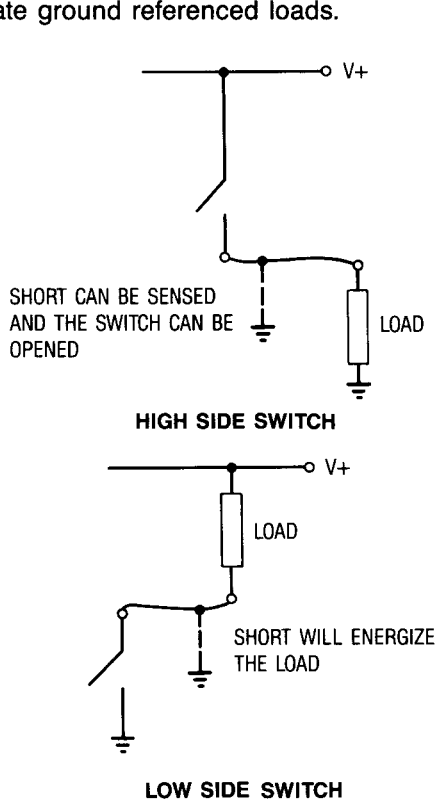 ate ground referenced loads.
V+
SHORT CAN BE SENSED
AND THE SWITCH CAN BE
OPENED
LOAD
HIGH SIDE SWITCH
V+
LOAD
SHORT WILL ENERGIZE
THE LOAD
LOW SIDE SWITCH